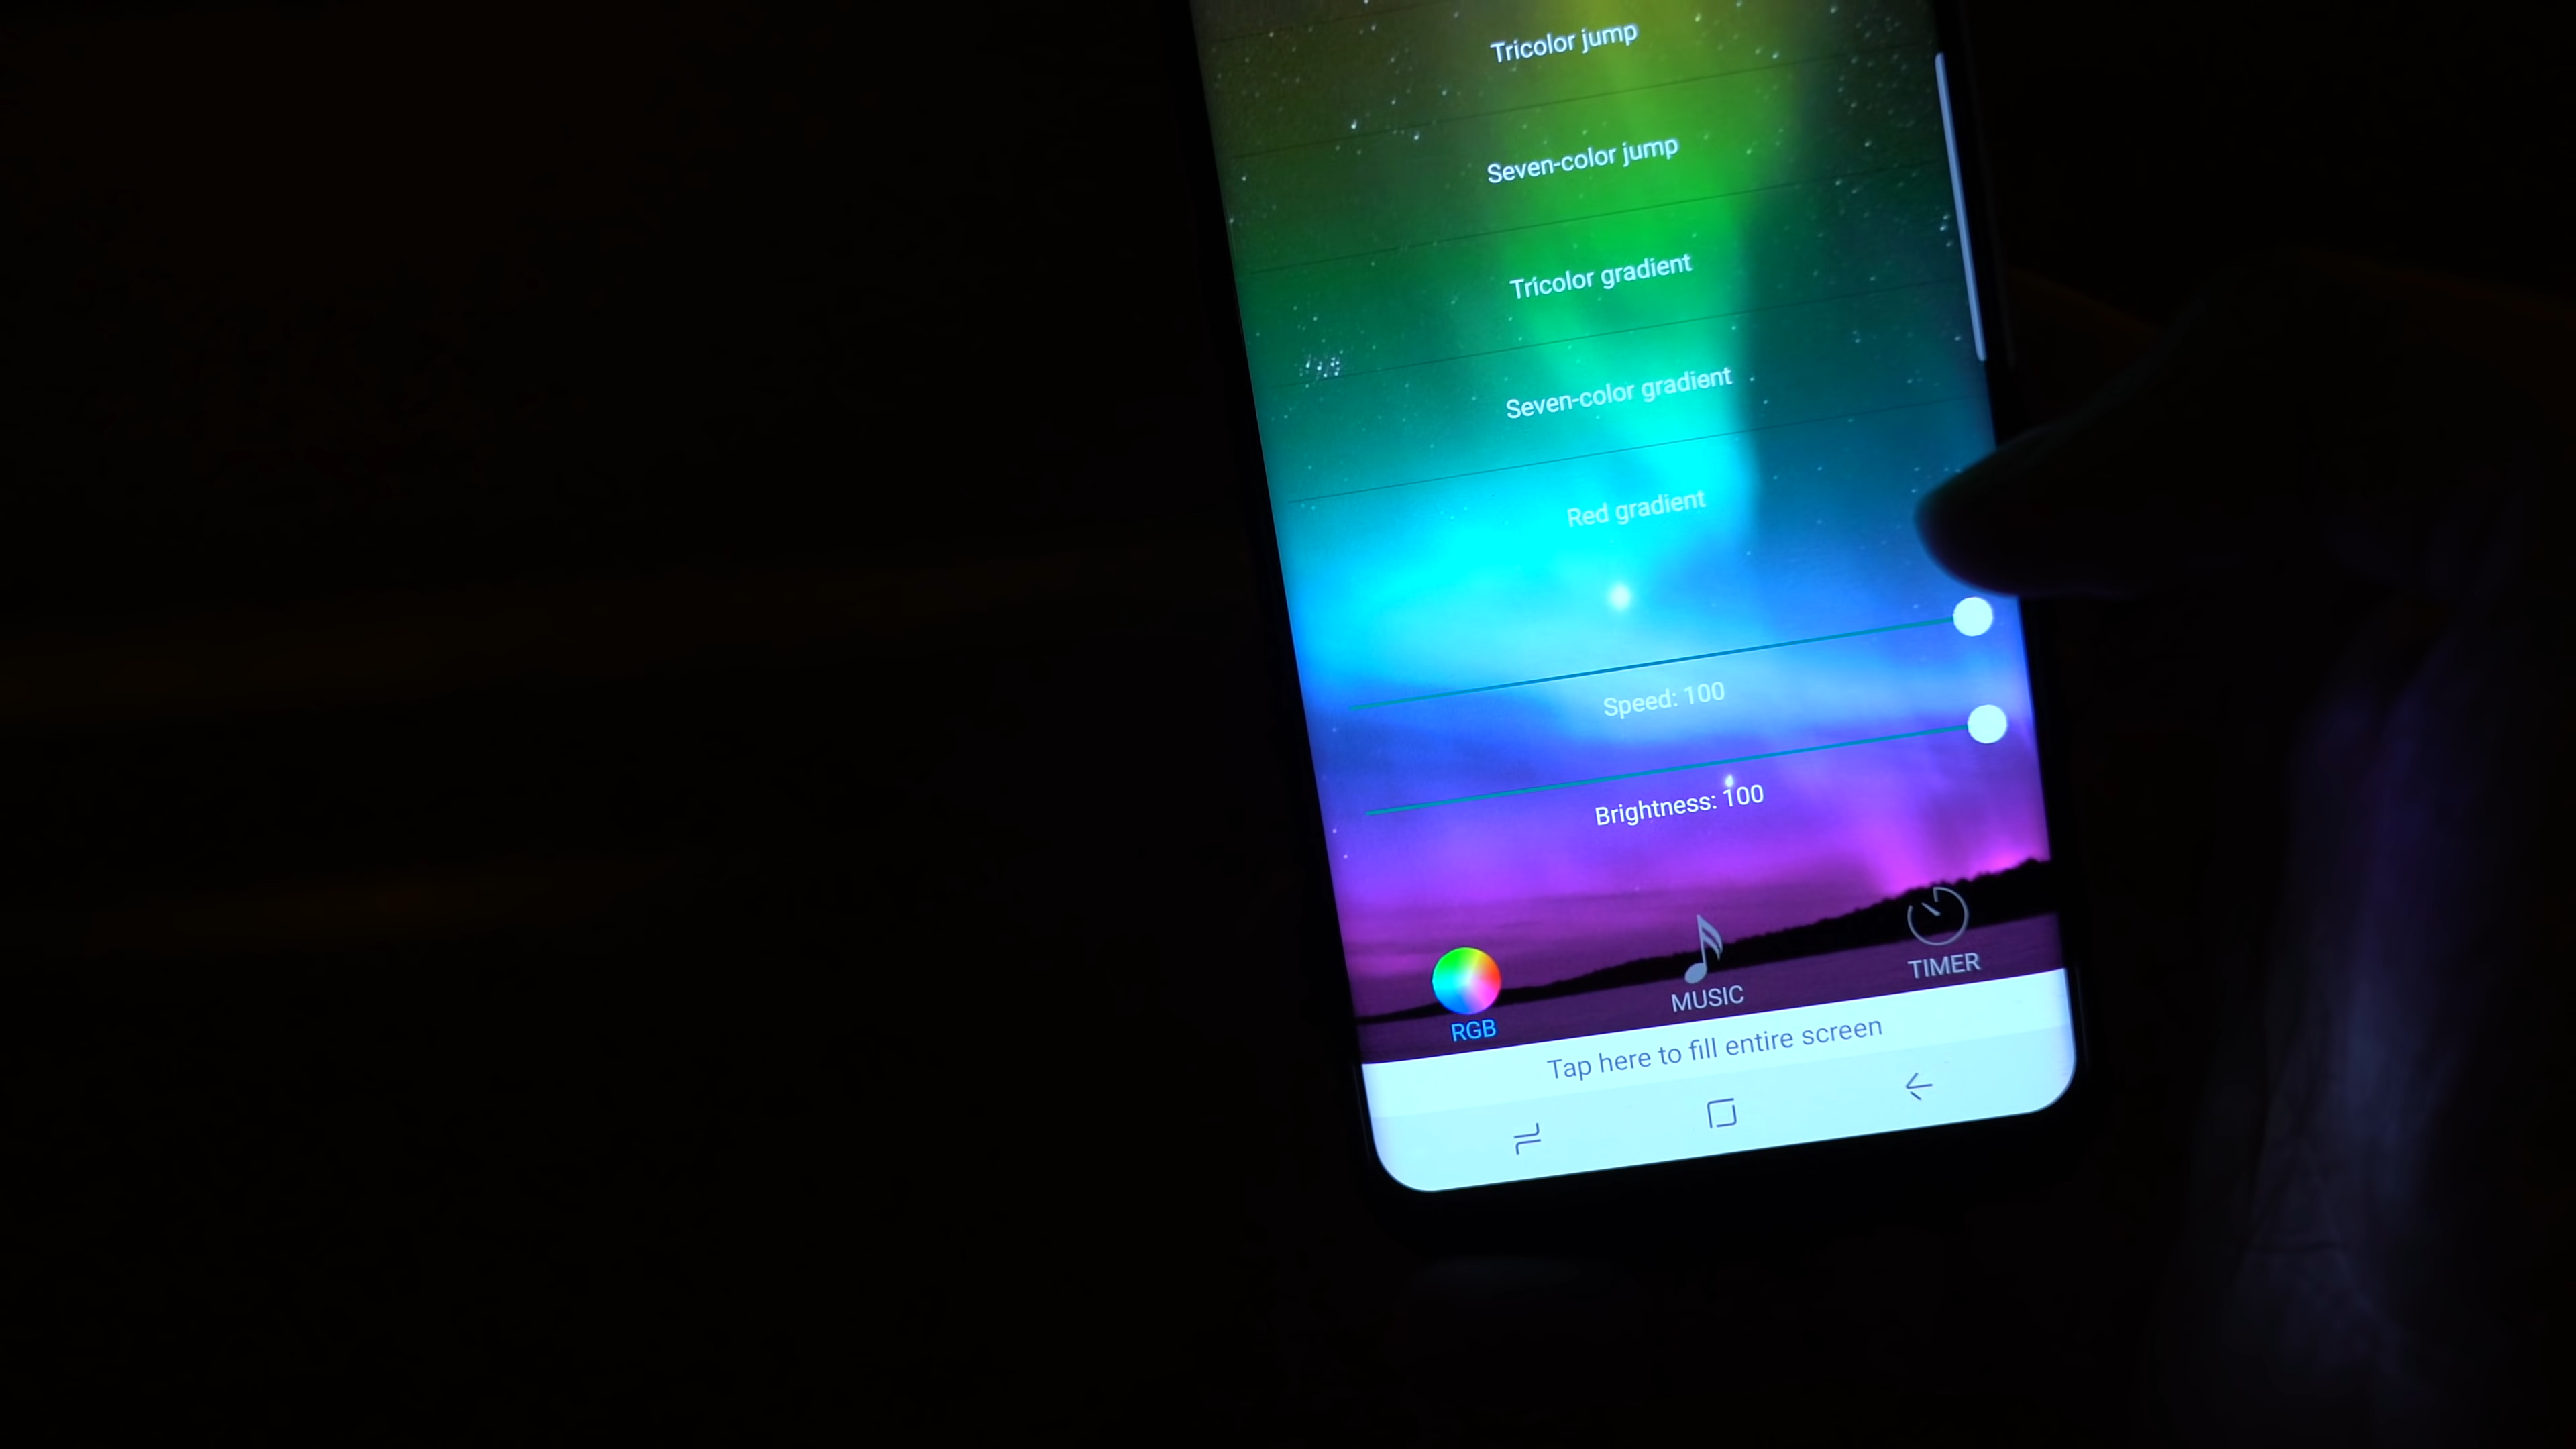 Tricolor jump
Seven-color jump
Tricolor gradient
Seven-color gradient
Red gradient
Speed: 100
Brightness: 100
RGB
MUSIC
TIMER
Tap here to fill entire screen